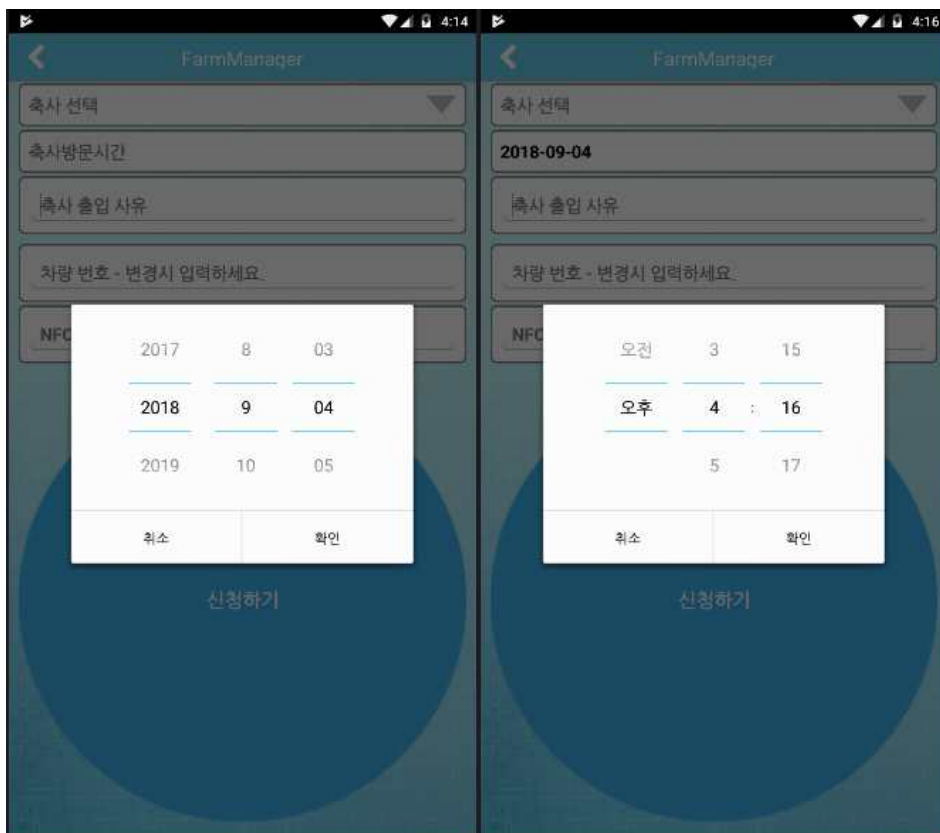 4:14
FarmManager
축사 선택
축사방문시간
축사 출입 사유
차량 번호 - 변경시 입력하세요.
NFC
2017 8 03
2018 9 04
2019 10 05
취소 확인
신청하기
4:16
FarmManager
축사 선택
2018-09-04
축사 출입 사유
차량 번호 - 변경시 입력하세요.
NFC
오전 3 15
오후 4 : 16
5 17
취소 확인
신청하기